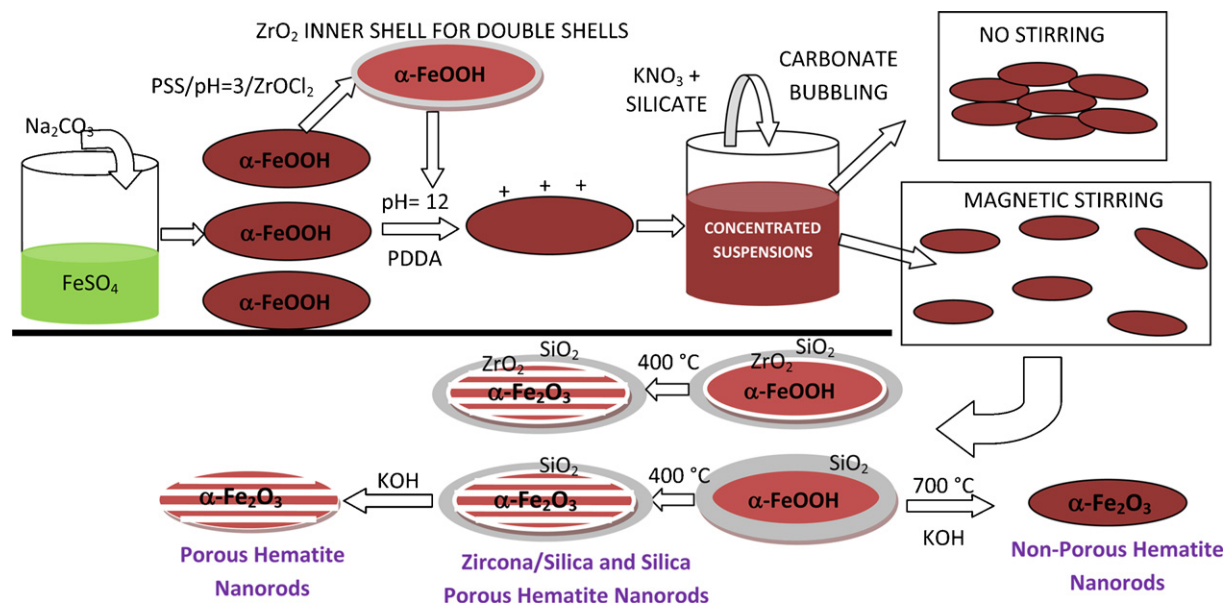 ZrO₂ INNER SHELL FOR DOUBLE SHELLS
α-FeOOH
PSS/pH=3/ZrOCl₂
Na₂CO₃
FeSO₄
α-FeOOH
α-FeOOH
α-FeOOH
pH= 12
PDDA
+ + +
KNO₃ +
SILICATE
CONCENTRATED
SUSPENSIONS
CARBONATE
BUBBLING
NO STIRRING
MAGNETIC STIRRING
SiO₂
ZrO₂
α-Fe₂O₃
400 °C
SiO₂
ZrO₂
α-FeOOH
α-Fe₂O₃
KOH
SiO₂
α-Fe₂O₃
400 °C
SiO₂
α-FeOOH
700 °C
KOH
α-Fe₂O₃
Porous Hematite
Nanorods
Zircona/Silica and Silica
Porous Hematite Nanorods
Non-Porous Hematite
Nanorods